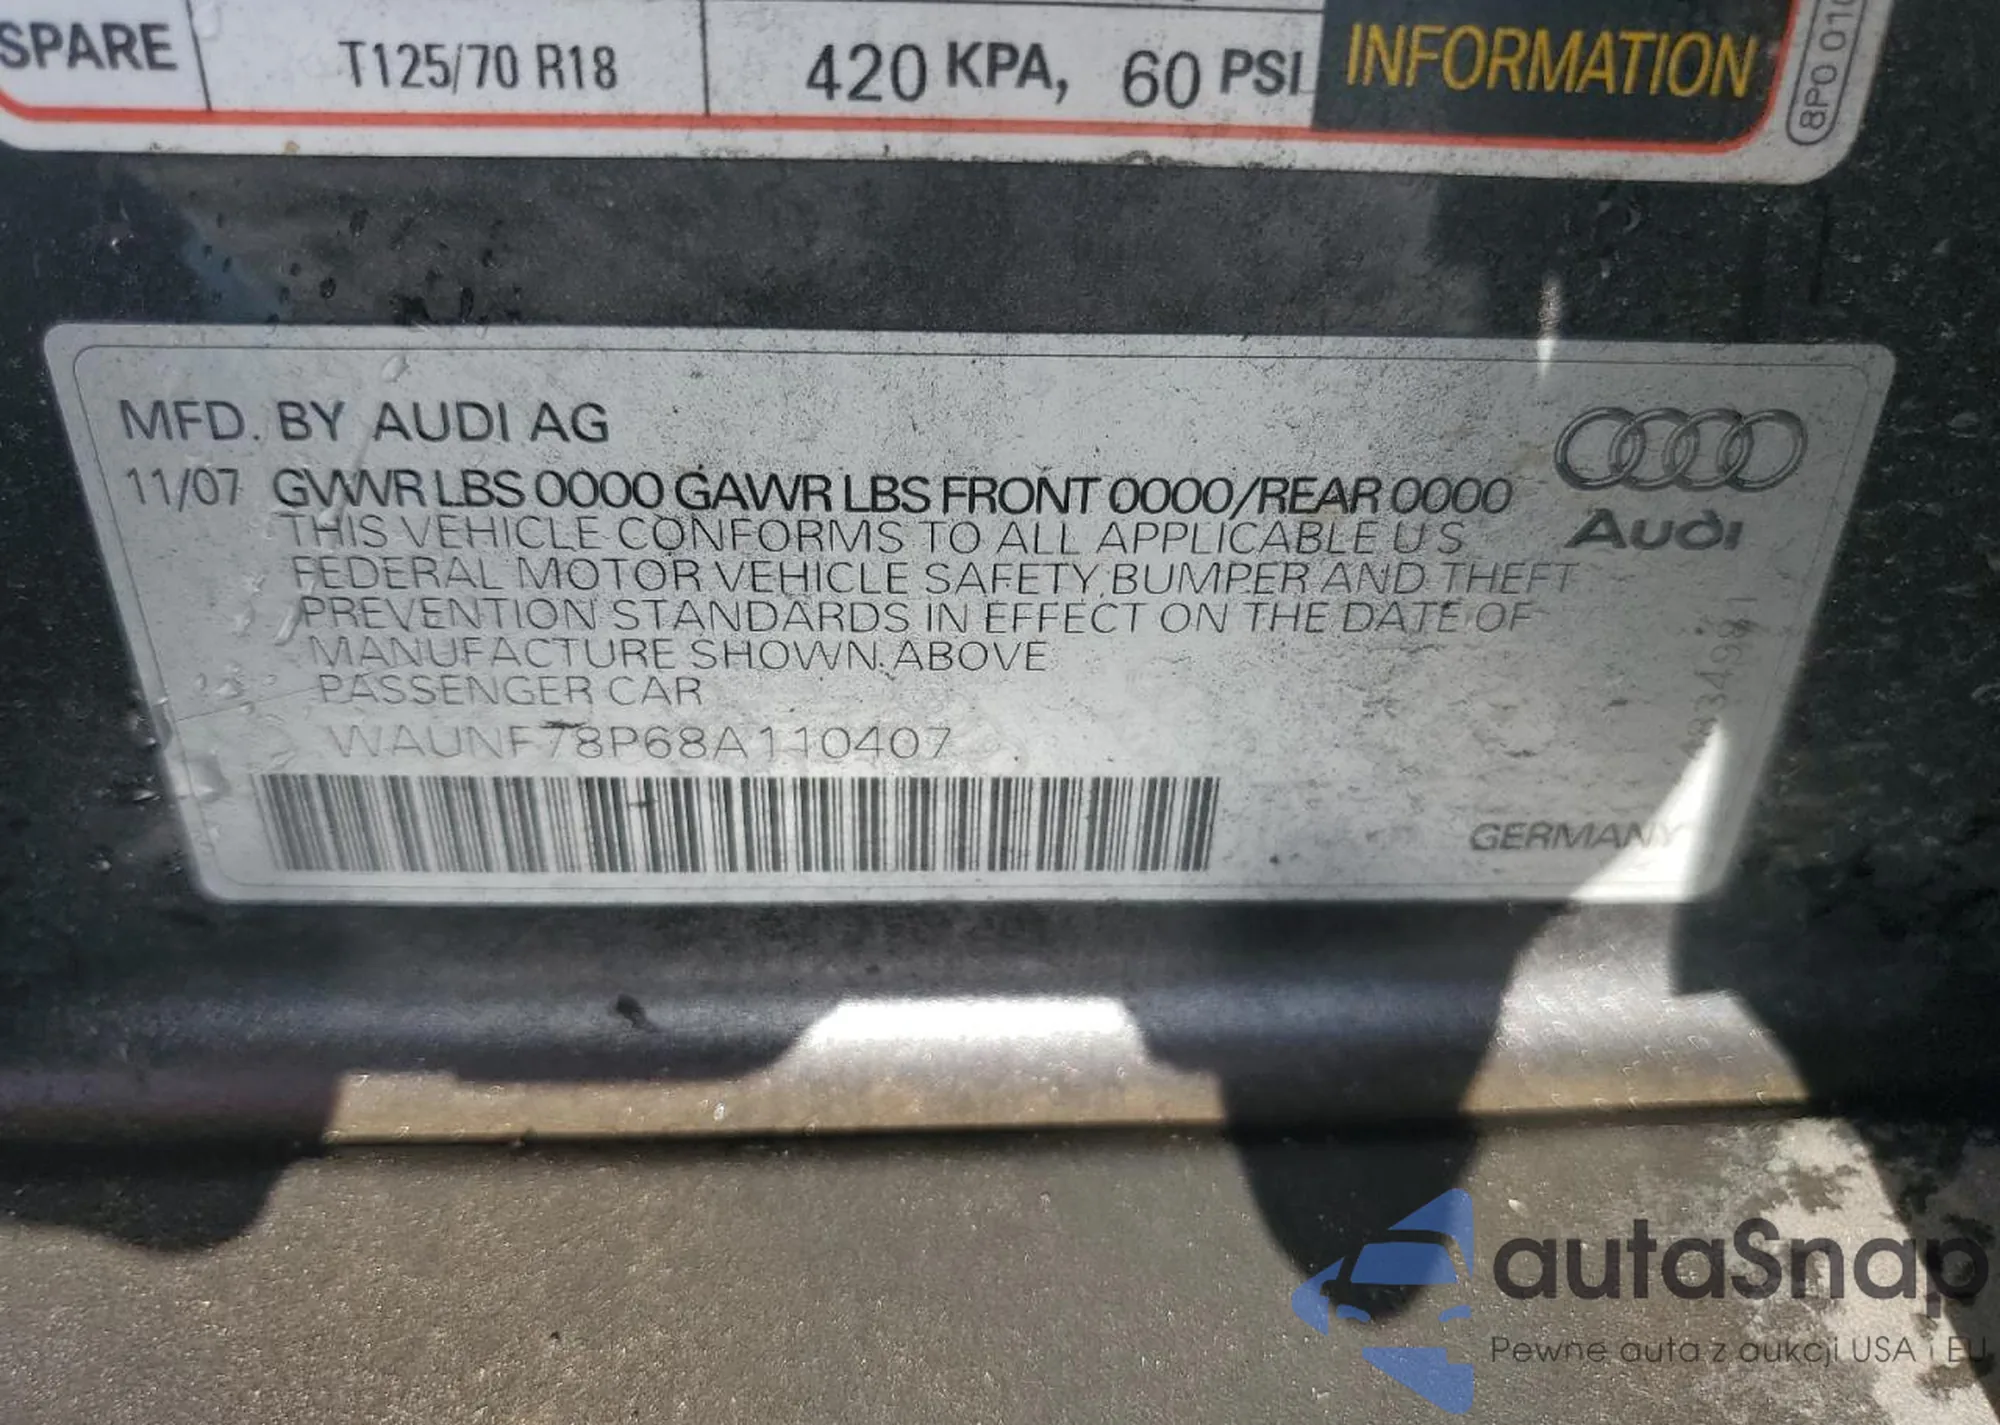 SPARE T125/70 R18 420 KPA, 60 PSI INFORMATION
8P0 010
MFD. BY AUDI AG
11/07 GVWR LBS 0000 GAWR LBS FRONT 0000/REAR 0000
Audi
THIS VEHICLE CONFORMS TO ALL APPLICABLE U S
FEDERAL MOTOR VEHICLE SAFETY, BUMPER AND THEFT
PREVENTION STANDARDS IN EFFECT ON THE DATE OF
MANUFACTURE SHOWN ABOVE
PASSENGER CAR
WAUNF78P68A110407
GERMANY
autaSnap
Pewne auta z aukcji USA i EU